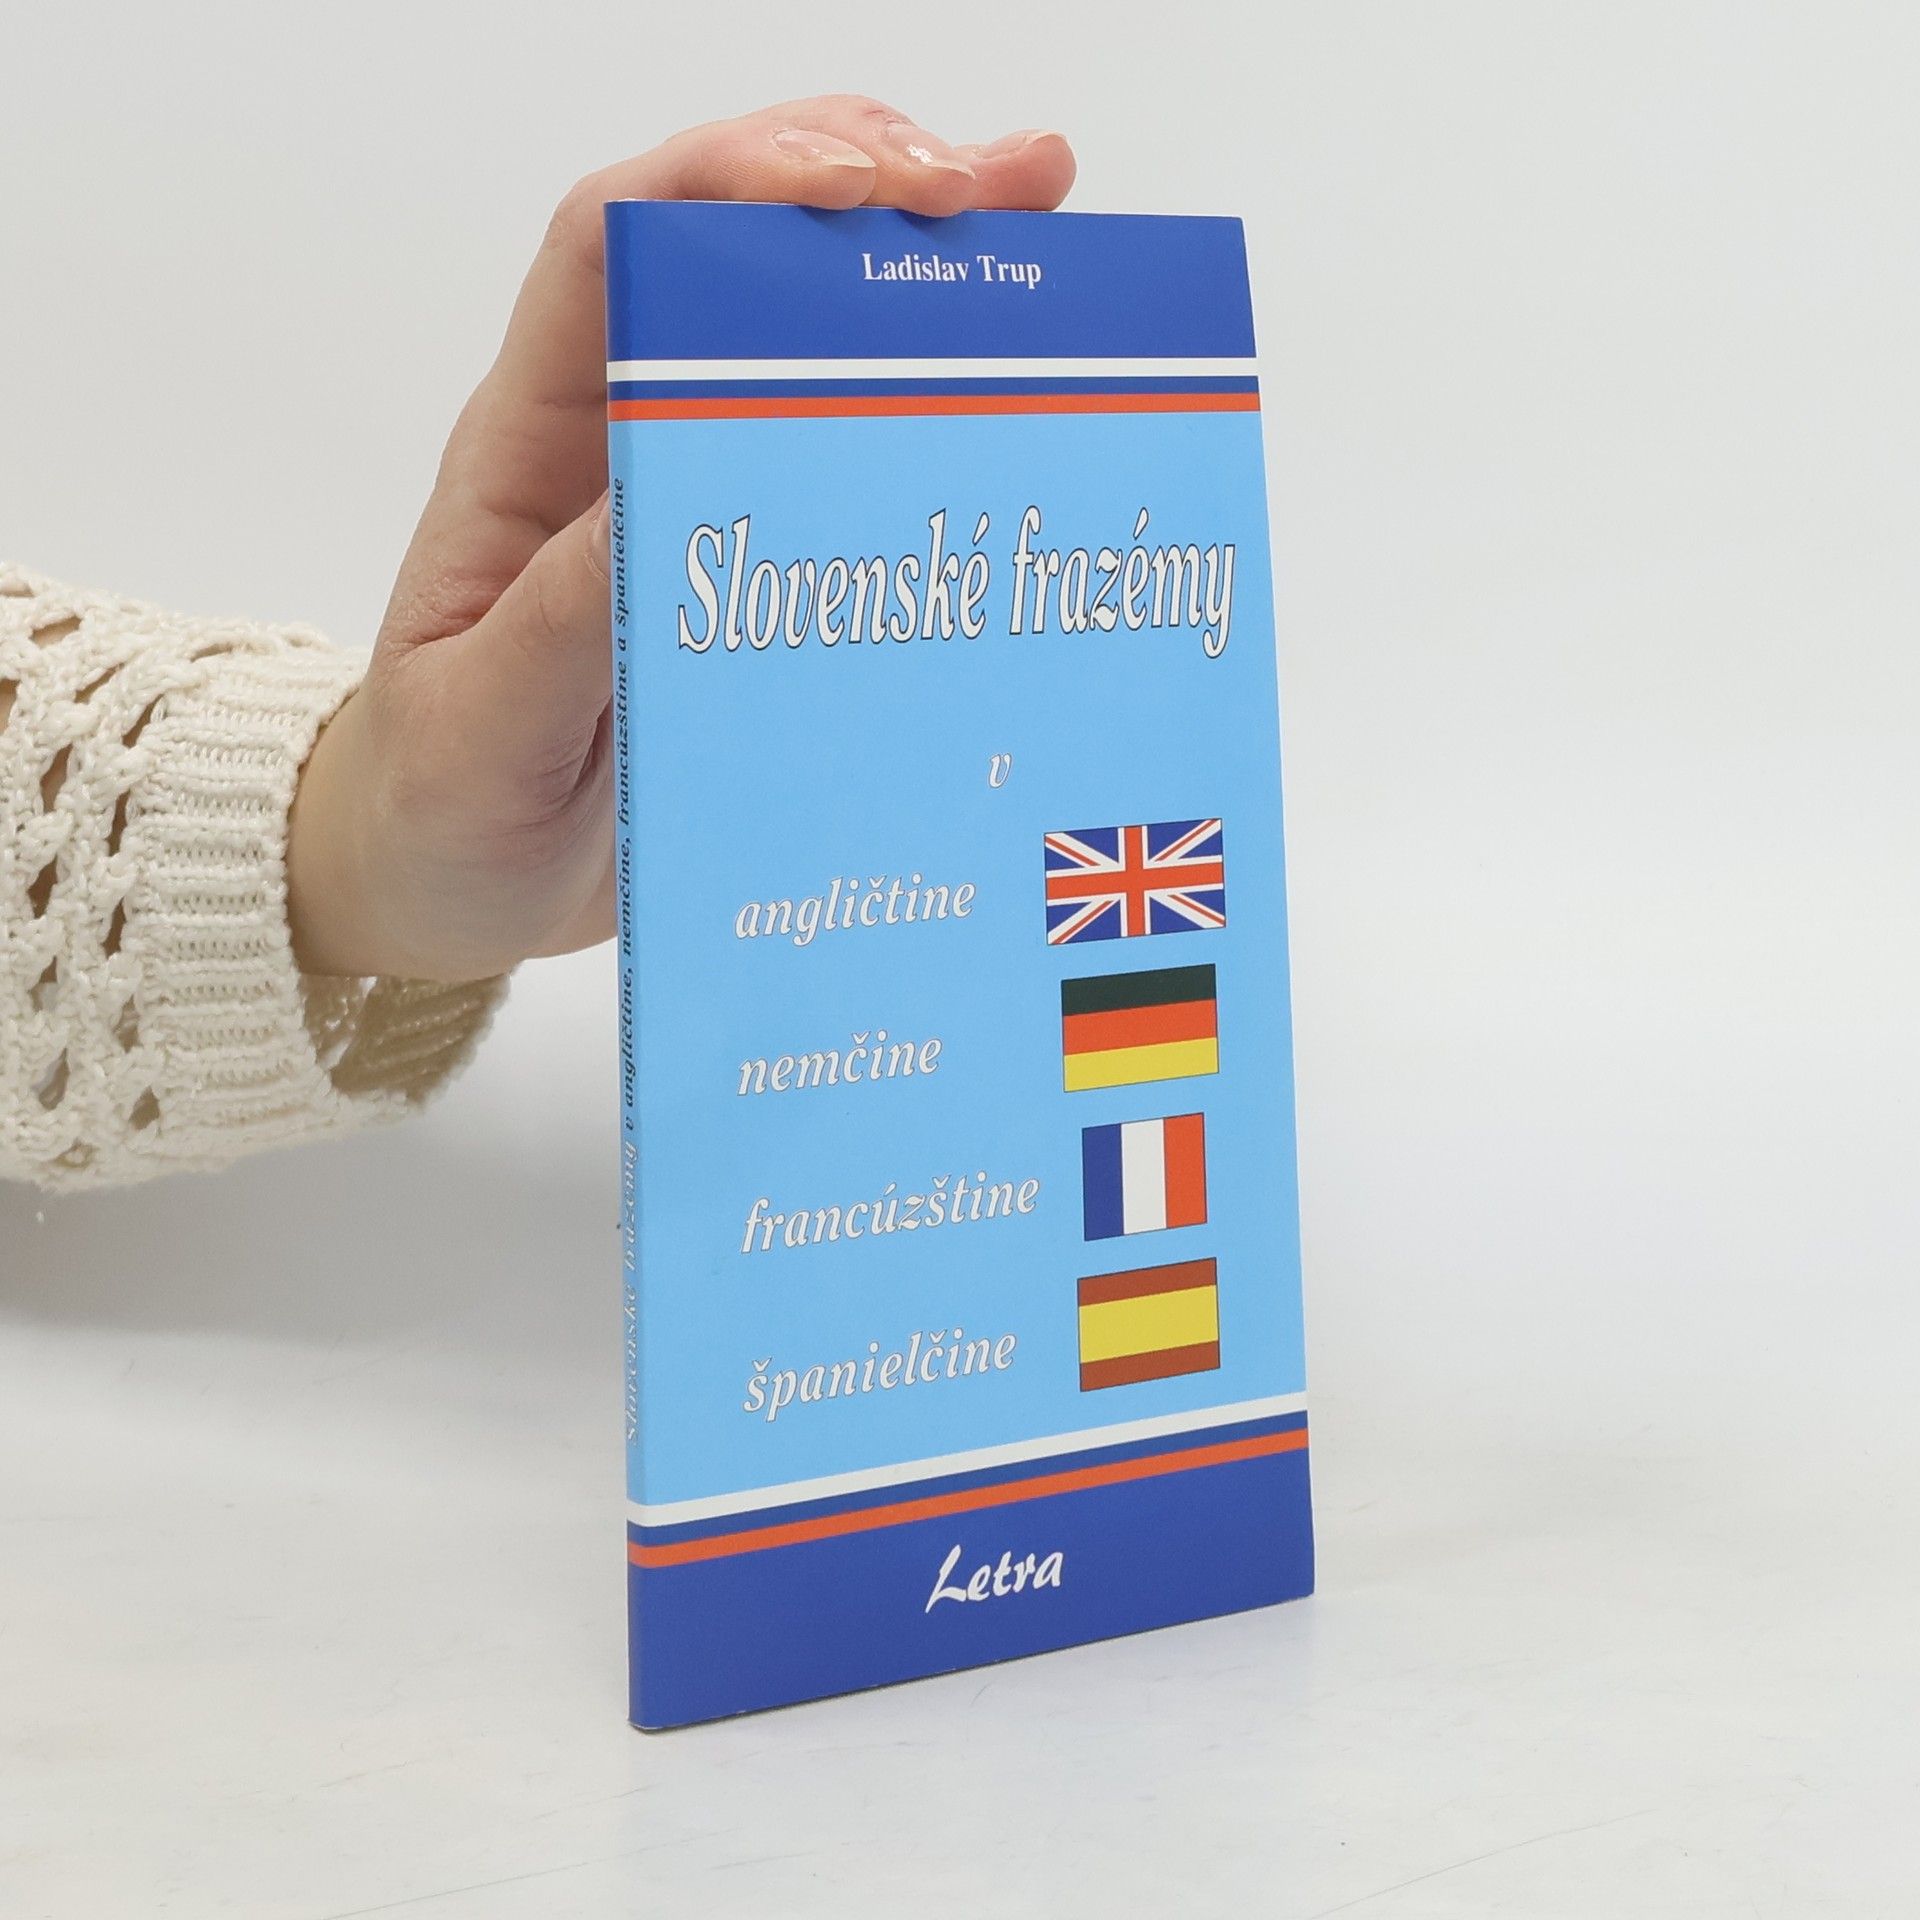 Ladislav Trup
Slovenské frazémy
v
angličtine
nemčine
francúzštine
španielčine
Letra
Slovenské frazémy v angličtine, nemčine, francúzštine a španielčine